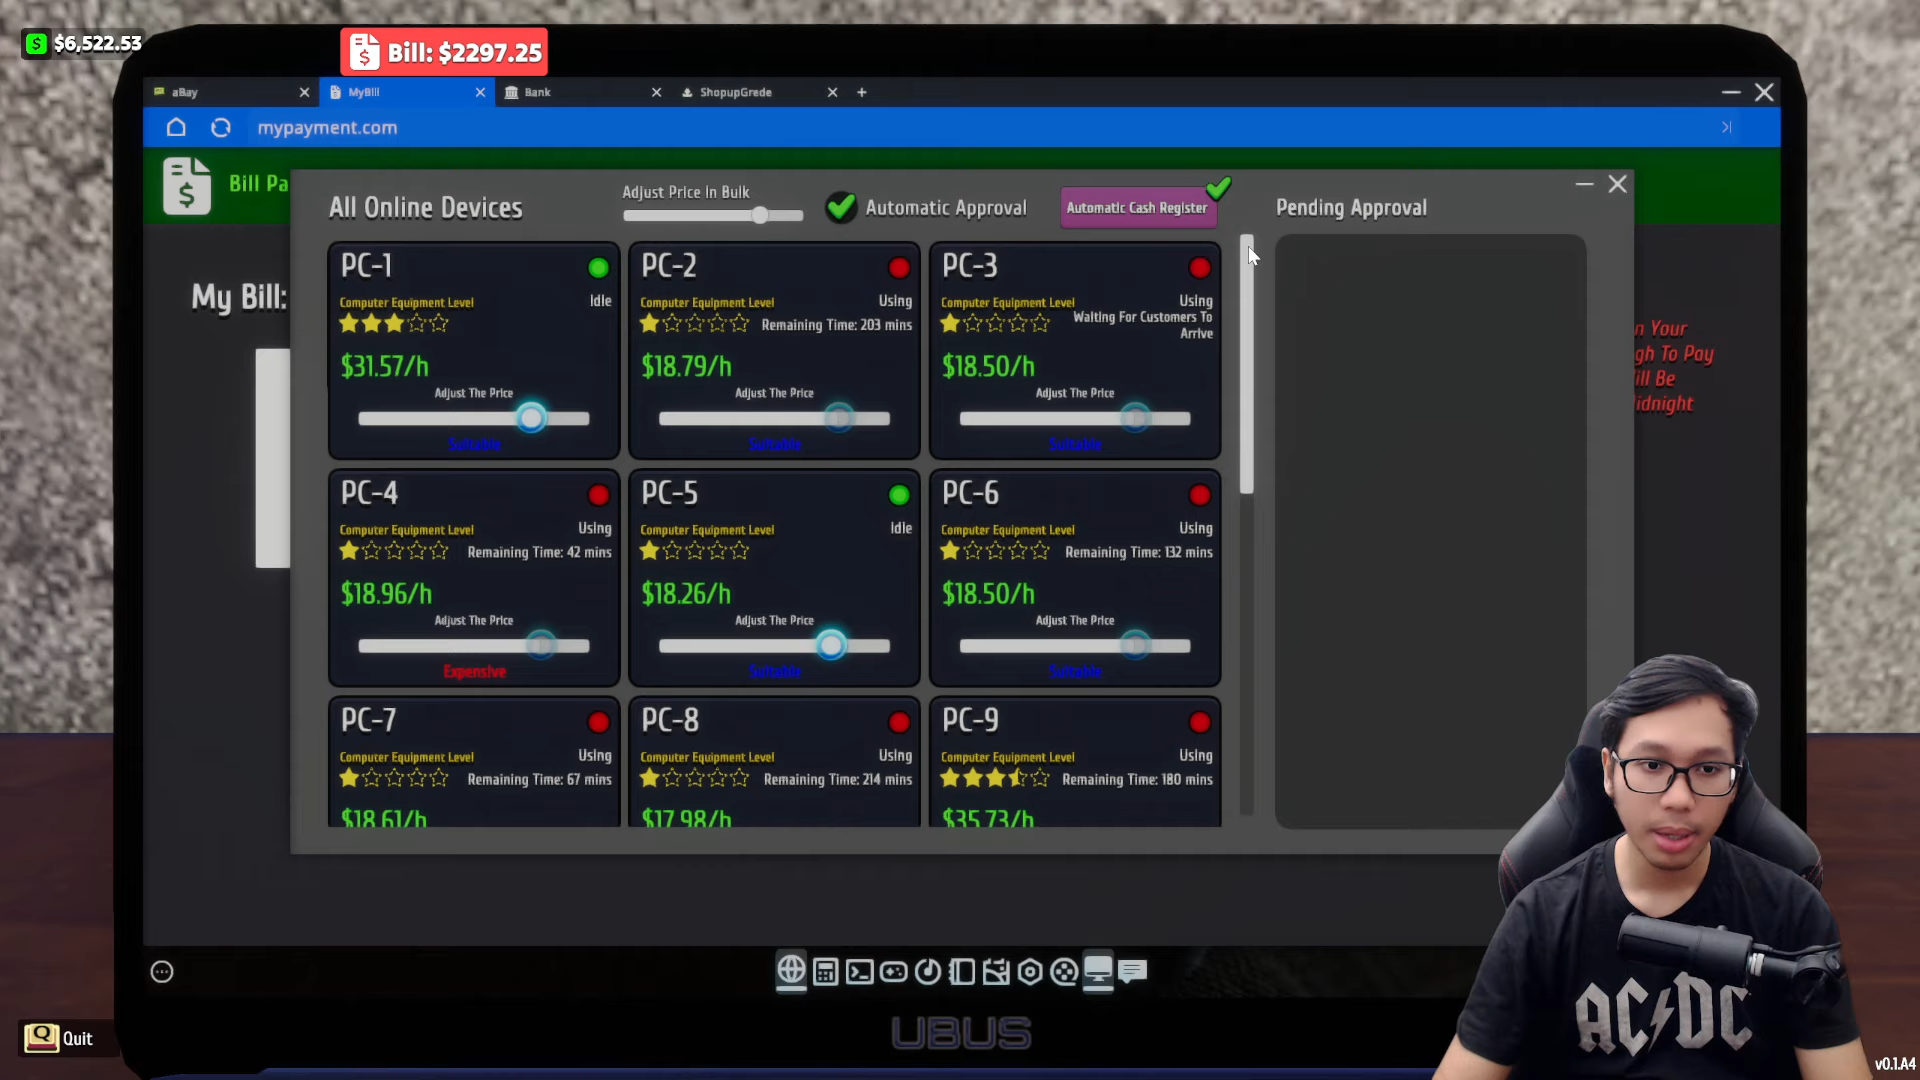 $6,522.53
Bill: $2297.25
aBay
MyBill
Bank
ShopupGrede
mypayment.com
Bill Pa
All Online Devices
Adjust Price In Bulk
Automatic Approval
Automatic Cash Register
Pending Approval
My Bill:
PC-1
Computer Equipment Level
Idle
$31.57/h
Adjust The Price
Suitable
PC-2
Computer Equipment Level
Using
Remaining Time: 203 mins
$18.79/h
Adjust The Price
Suitable
PC-3
Computer Equipment Level
Using
Waiting For Customers To
Arrive
$18.50/h
Adjust The Price
Suitable
n Your
gh To Pay
ill Be
idnight
PC-4
Computer Equipment Level
Using
Remaining Time: 42 mins
$18.96/h
Adjust The Price
Expensive
PC-5
Computer Equipment Level
Idle
$18.26/h
Adjust The Price
Suitable
PC-6
Computer Equipment Level
Using
Remaining Time: 132 mins
$18.50/h
Adjust The Price
Suitable
PC-7
Computer Equipment Level
Using
Remaining Time: 67 mins
$18.61/h
PC-8
Computer Equipment Level
Using
Remaining Time: 214 mins
$17.98/h
PC-9
Computer Equipment Level
Using
Remaining Time: 180 mins
$35.73/h
UBUS
Q Quit
AC DC
v0.1.A4